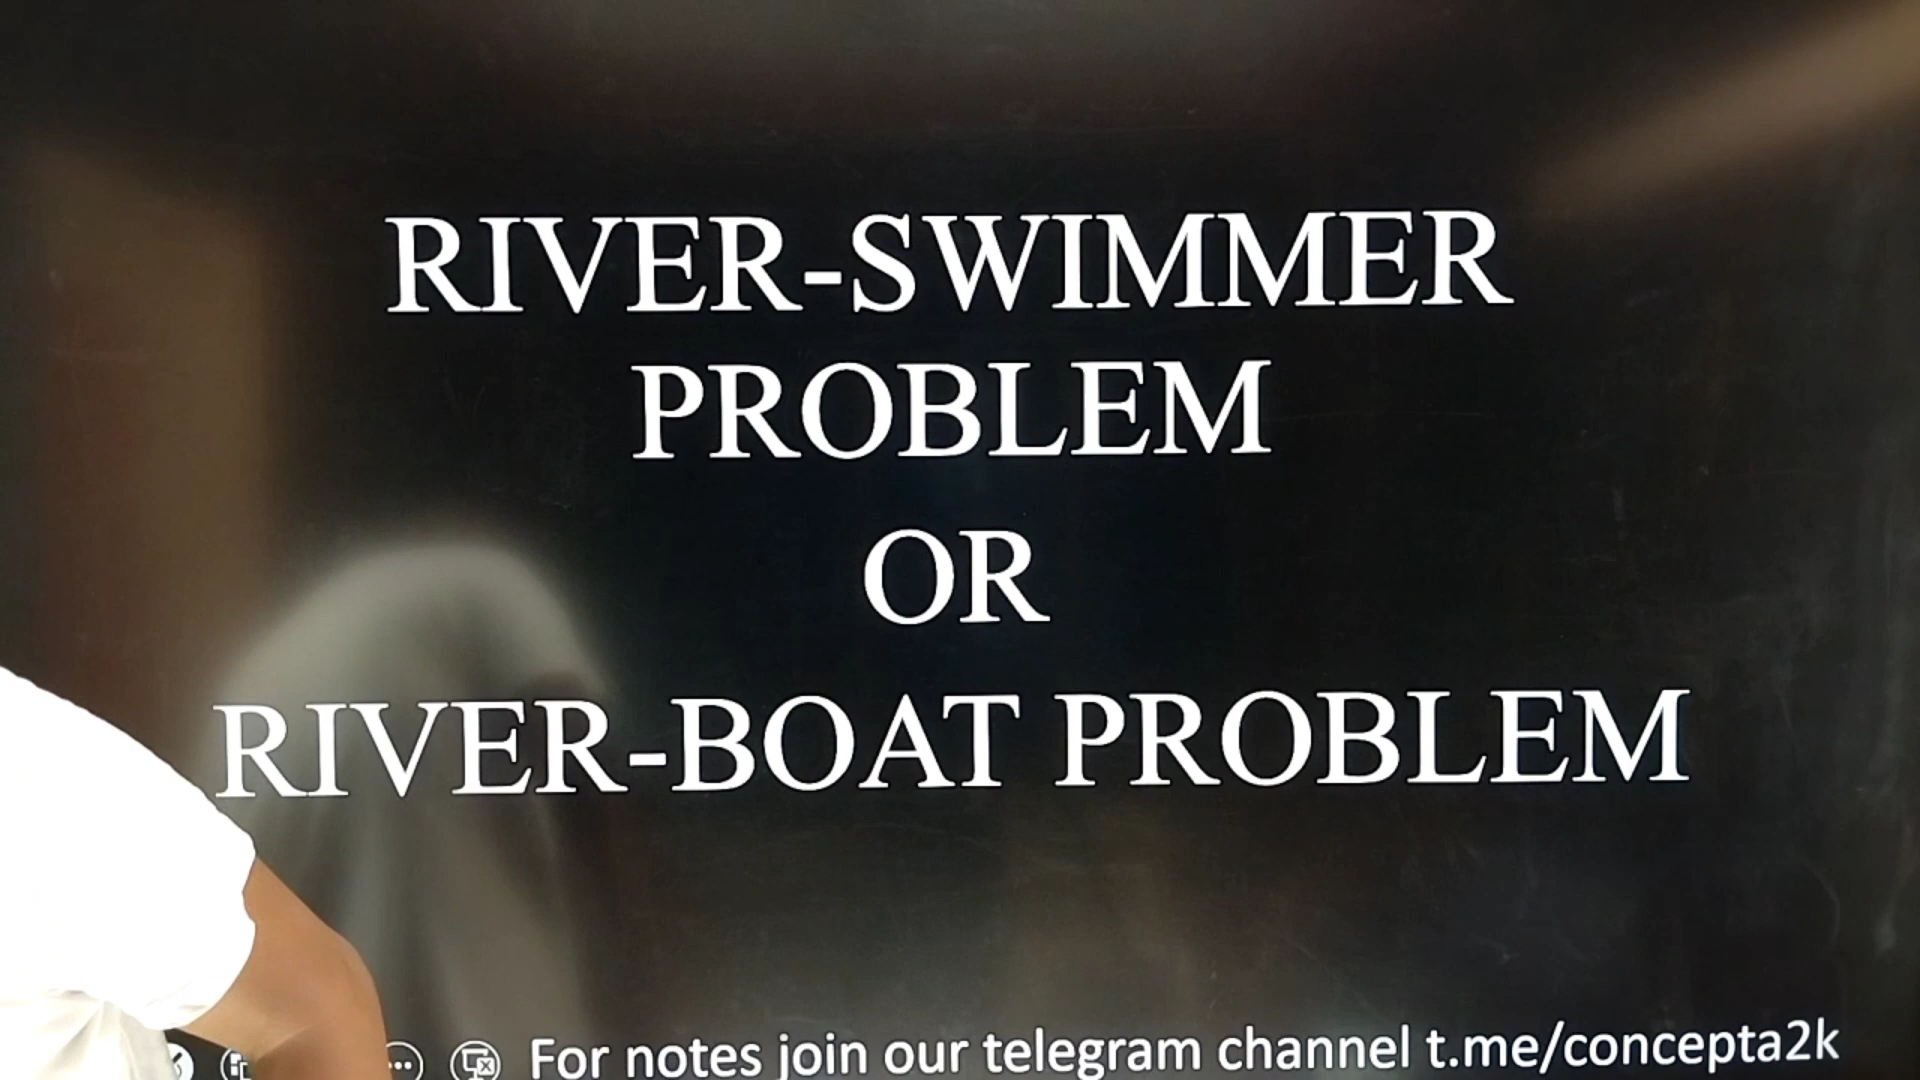 RIVER-SWIMMER
PROBLEM
OR
RIVER-BOAT PROBLEM
For notes join our telegram channel t.me/concepta2k